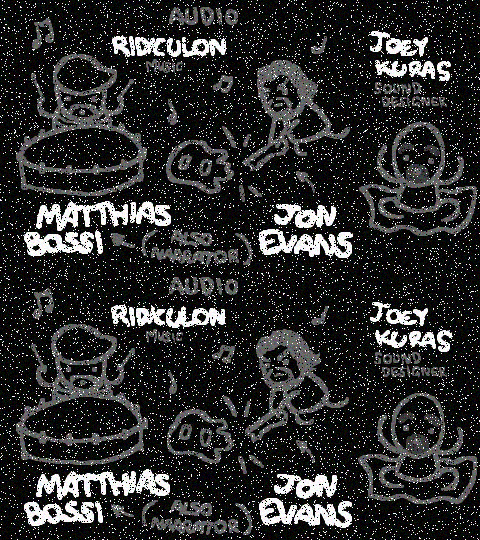 AUDIO
RIDICULON
MUSIC
JOEY
KURAS
SOUND
DESIGNER
MATTHIAS
BOSSI
(ALSO
NARRATOR)
JON
EVANS
AUDIO
RIDICULON
MUSIC
JOEY
KURAS
SOUND
DESIGNER
MATTHIAS
BOSSI
(ALSO
NARRATOR)
JON
EVANS